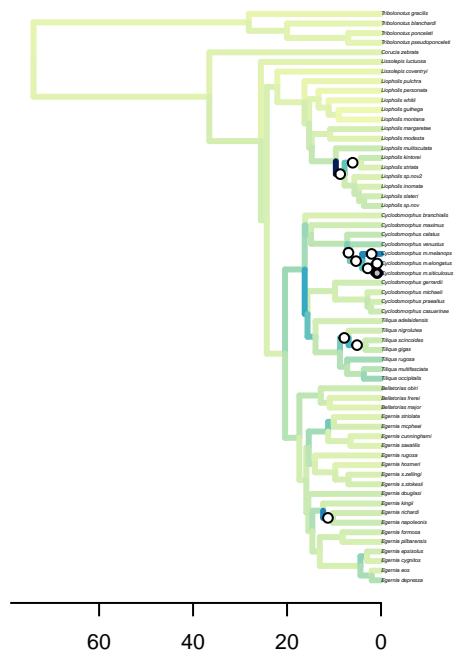 Tribolonotus gracilis
Tribolonotus blanchardi
Tribolonotus ponceleti
Tribolonotus pseudoponceleti
Corucia zebrata
Lissolepis luctuosa
Lissolepis coventryi
Liopholis pulchra
Liopholis personata
Liopholis whitii
Liopholis guthega
Liopholis montana
Liopholis margaretae
Liopholis modesta
Liopholis multiscutata
Liopholis kintorei
Liopholis striata
Liopholis sp.nov2
Liopholis inornata
Liopholis slateri
Liopholis sp.nov
Cyclodomorphus branchialis
Cyclodomorphus maximus
Cyclodomorphus celatus
Cyclodomorphus venustus
Cyclodomorphus m.melanops
Cyclodomorphus m.elongatus
Cyclodomorphus m.siticulosus
Cyclodomorphus gerrardii
Cyclodomorphus michaeli
Cyclodomorphus praealtus
Cyclodomorphus casuarinae
Tiliqua adelaidensis
Tiliqua nigrolutea
Tiliqua scincoides
Tiliqua gigas
Tiliqua rugosa
Tiliqua multifasciata
Tiliqua occipitalis
Bellatorias obiri
Bellatorias frerei
Bellatorias major
Egernia striolata
Egernia mcpheei
Egernia cunninghami
Egernia saxatilis
Egernia rugosa
Egernia hosmeri
Egernia s.zellingi
Egernia s.stokesii
Egernia douglasi
Egernia kingii
Egernia richardi
Egernia napoleonis
Egernia formosa
Egernia pilbarensis
Egernia episolus
Egernia cygnitos
Egernia eos
Egernia depressa
60 40 20 0